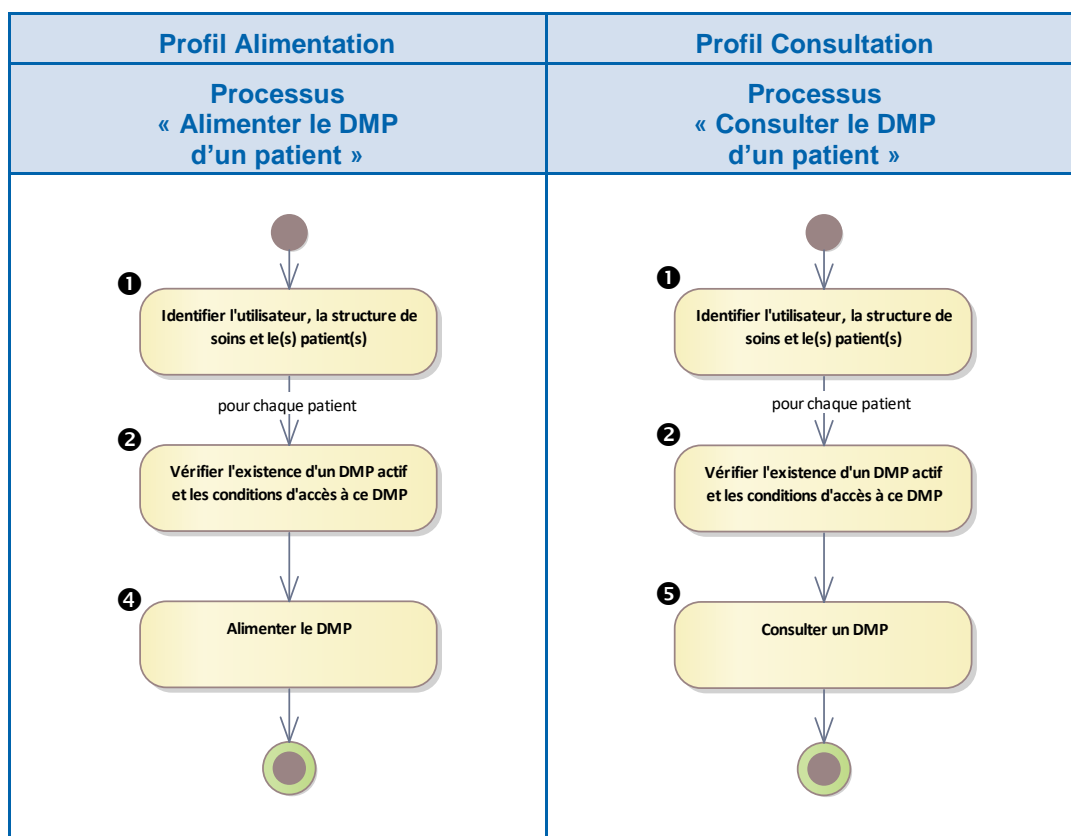 Profil Alimentation
Profil Consultation
Processus
« Alimenter le DMP
d’un patient »
Processus
« Consulter le DMP
d’un patient »
❶
Identifier l'utilisateur, la structure de
soins et le(s) patient(s)
pour chaque patient
❷
Vérifier l'existence d'un DMP actif
et les conditions d'accès à ce DMP
❹
Alimenter le DMP
❶
Identifier l'utilisateur, la structure de
soins et le(s) patient(s)
pour chaque patient
❷
Vérifier l'existence d'un DMP actif
et les conditions d'accès à ce DMP
❺
Consulter un DMP